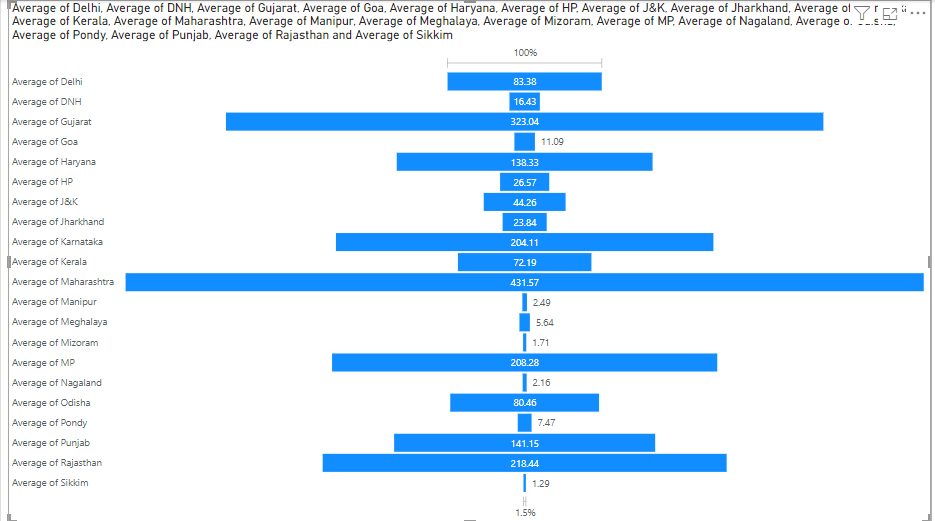 Average of Delhi, Average of DNH, Average of Gujarat, Average of Goa, Average of Haryana, Average of HP, Average of J&K, Average of Jharkhand, Average of
Average of Kerala, Average of Maharashtra, Average of Manipur, Average of Meghalaya, Average of Mizoram, Average of MP, Average of Nagaland, Average
Average of Pondy, Average of Punjab, Average of Rajasthan and Average of Sikkim
100%
Average of Delhi 83.38
Average of DNH 16.43
Average of Gujarat 323.04
Average of Goa 11.09
Average of Haryana 138.33
Average of HP 26.57
Average of J&K 44.26
Average of Jharkhand 23.84
Average of Karnataka 204.11
Average of Kerala 72.19
Average of Maharashtra 431.57
Average of Manipur 2.49
Average of Meghalaya 5.64
Average of Mizoram 1.71
Average of MP 208.28
Average of Nagaland 2.16
Average of Odisha 80.46
Average of Pondy 7.47
Average of Punjab 141.15
Average of Rajasthan 218.44
Average of Sikkim 1.29
1.5%